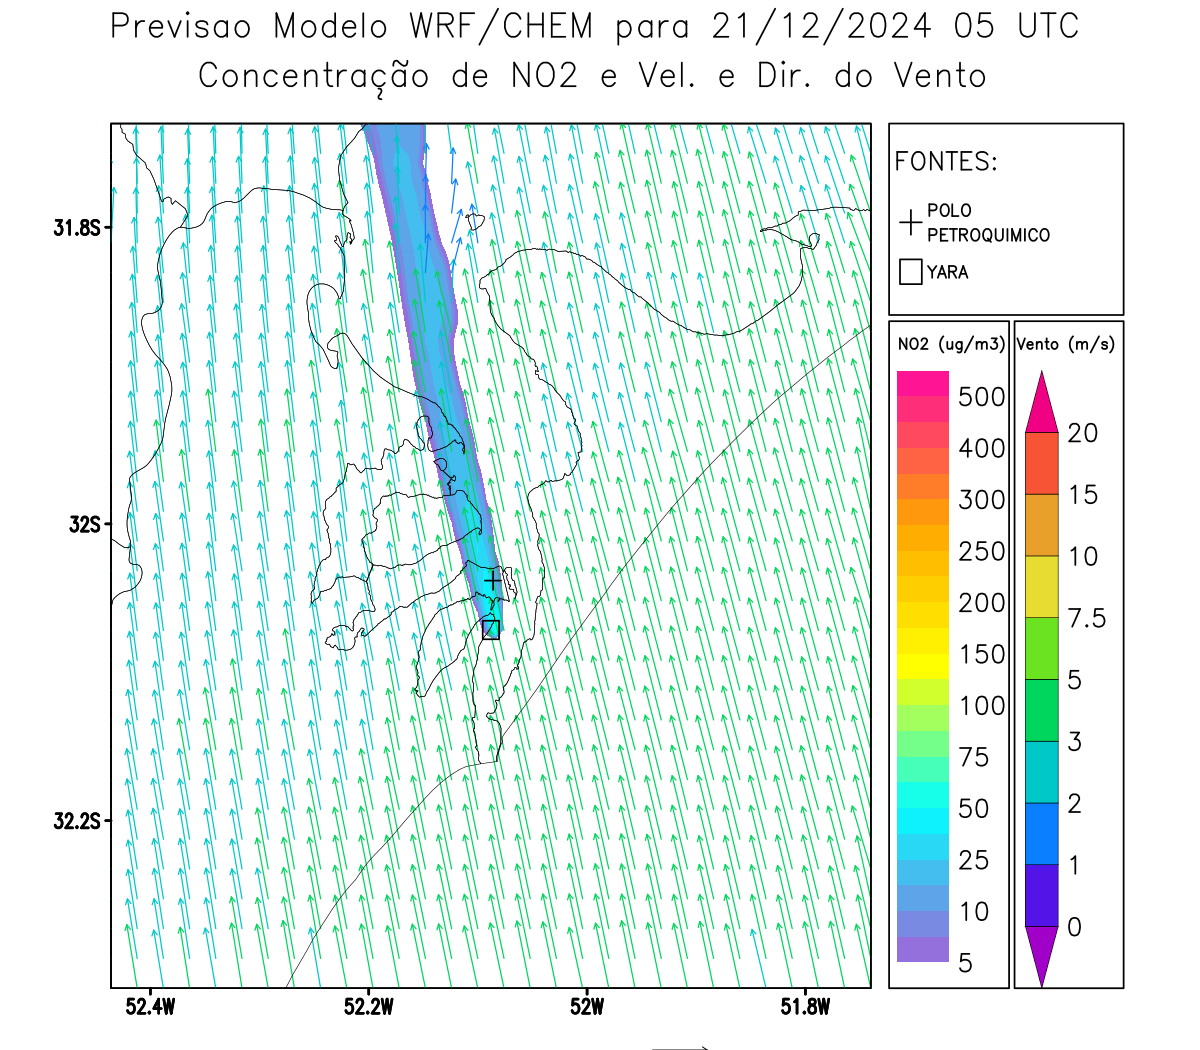 Previsao Modelo WRF/CHEM para 21/12/2024 05 UTC
Concentração de NO2 e Vel. e Dir. do Vento
FONTES:
POLO
PETROQUIMICO
YARA
NO2 (ug/m3)
500
400
300
250
200
150
100
75
50
25
10
5
Vento (m/s)
20
15
10
7.5
5
3
2
1
0
31.8S
32S
32.2S
52.4W
52.2W
52W
51.8W